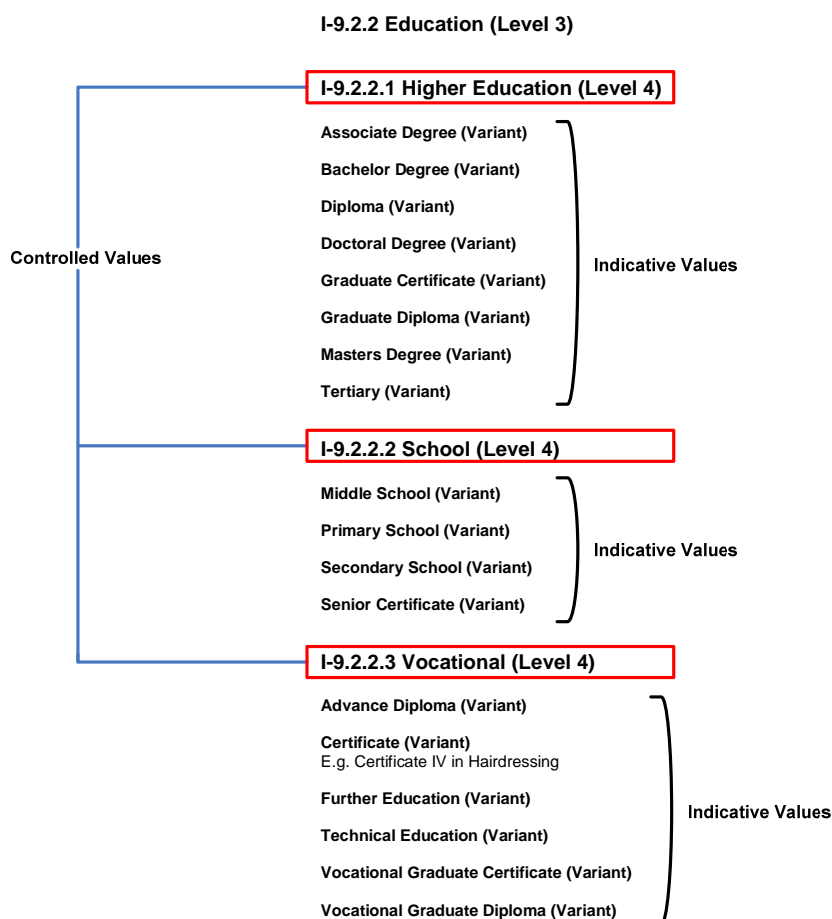 I-9.2.2 Education (Level 3)
I-9.2.2.1 Higher Education (Level 4)
Associate Degree (Variant)
Bachelor Degree (Variant)
Diploma (Variant)
Doctoral Degree (Variant)
Controlled Values
Indicative Values
Graduate Certificate (Variant)
Graduate Diploma (Variant)
Masters Degree (Variant)
Tertiary (Variant)
I-9.2.2.2 School (Level 4)
Middle School (Variant)
Primary School (Variant)
Indicative Values
Secondary School (Variant)
Senior Certificate (Variant)
I-9.2.2.3 Vocational (Level 4)
Advance Diploma (Variant)
Certificate (Variant)
E.g. Certificate IV in Hairdressing
Further Education (Variant)
Indicative Values
Technical Education (Variant)
Vocational Graduate Certificate (Variant)
Vocational Graduate Diploma (Variant)